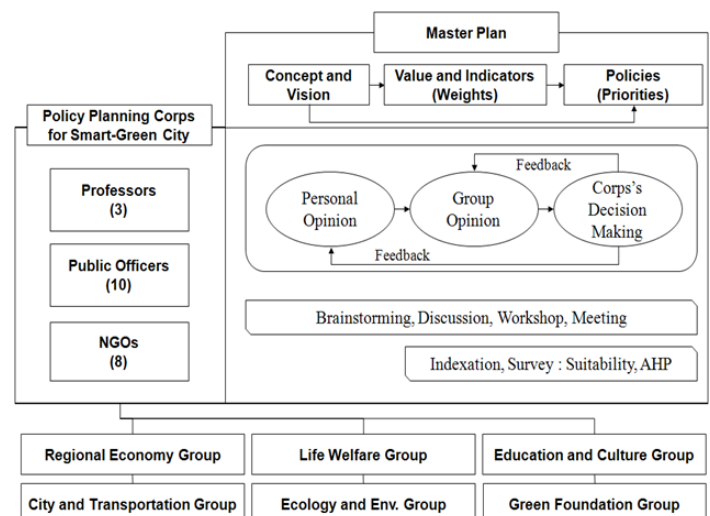 Master Plan
Concept and
Vision
Value and Indicators
(Weights)
Policies
(Priorities)
Policy Planning Corps
for Smart-Green City
Professors
(3)
Public Officers
(10)
NGOs
(8)
Feedback
Personal
Opinion
Group
Opinion
Corps's
Decision
Making
Feedback
Brainstorming, Discussion, Workshop, Meeting
Indexation, Survey : Suitability, AHP
Regional Economy Group
Life Welfare Group
Education and Culture Group
City and Transportation Group
Ecology and Env. Group
Green Foundation Group